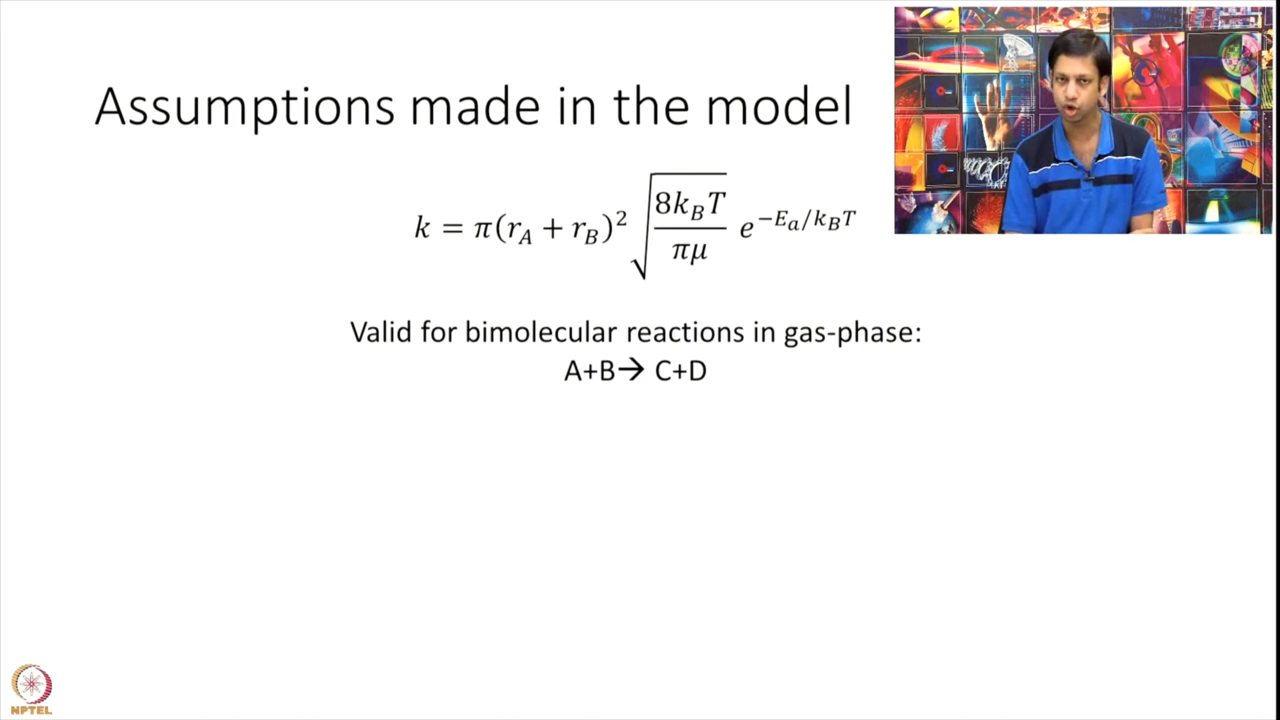 Assumptions made in the model
k = π(r_A + r_B)² √(8k_BT/πμ) e^(−E_a/k_BT)
Valid for bimolecular reactions in gas-phase:
A+B→ C+D
NPTEL